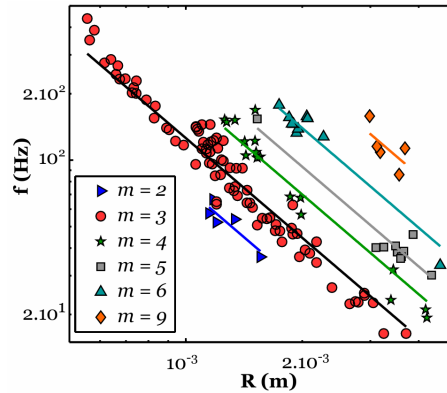 2.10²
10²
2.10¹
f (Hz)
m = 2
m = 3
m = 4
m = 5
m = 6
m = 9
10⁻³
2.10⁻³
R (m)